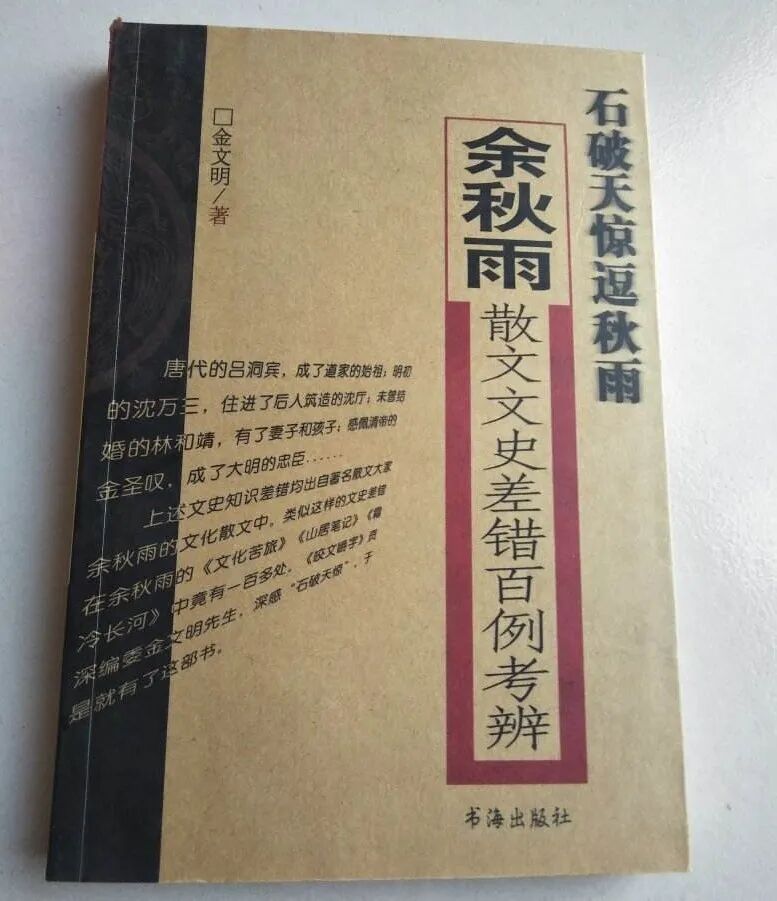 石破天惊逗秋雨
余秋雨
散文文史差错百例考辨
□金文明/著
唐代的吕洞宾，成了道家的始祖；明初
的沈万三，住进了后人筑造的沈厅；未曾结
婚的林和靖，有了妻子和孩子；感佩清帝的
金圣叹，成了大明的忠臣……
上述文史知识差错均出自著名散文大家
余秋雨的文化散文中。类似这样的文史差错
在余秋雨的《文化苦旅》《山居笔记》《霜
冷长河》中竟有一百多处。《咬文嚼字》资
深编委金文明先生，深感“石破天惊”，于
是就有了这部书。
书海出版社